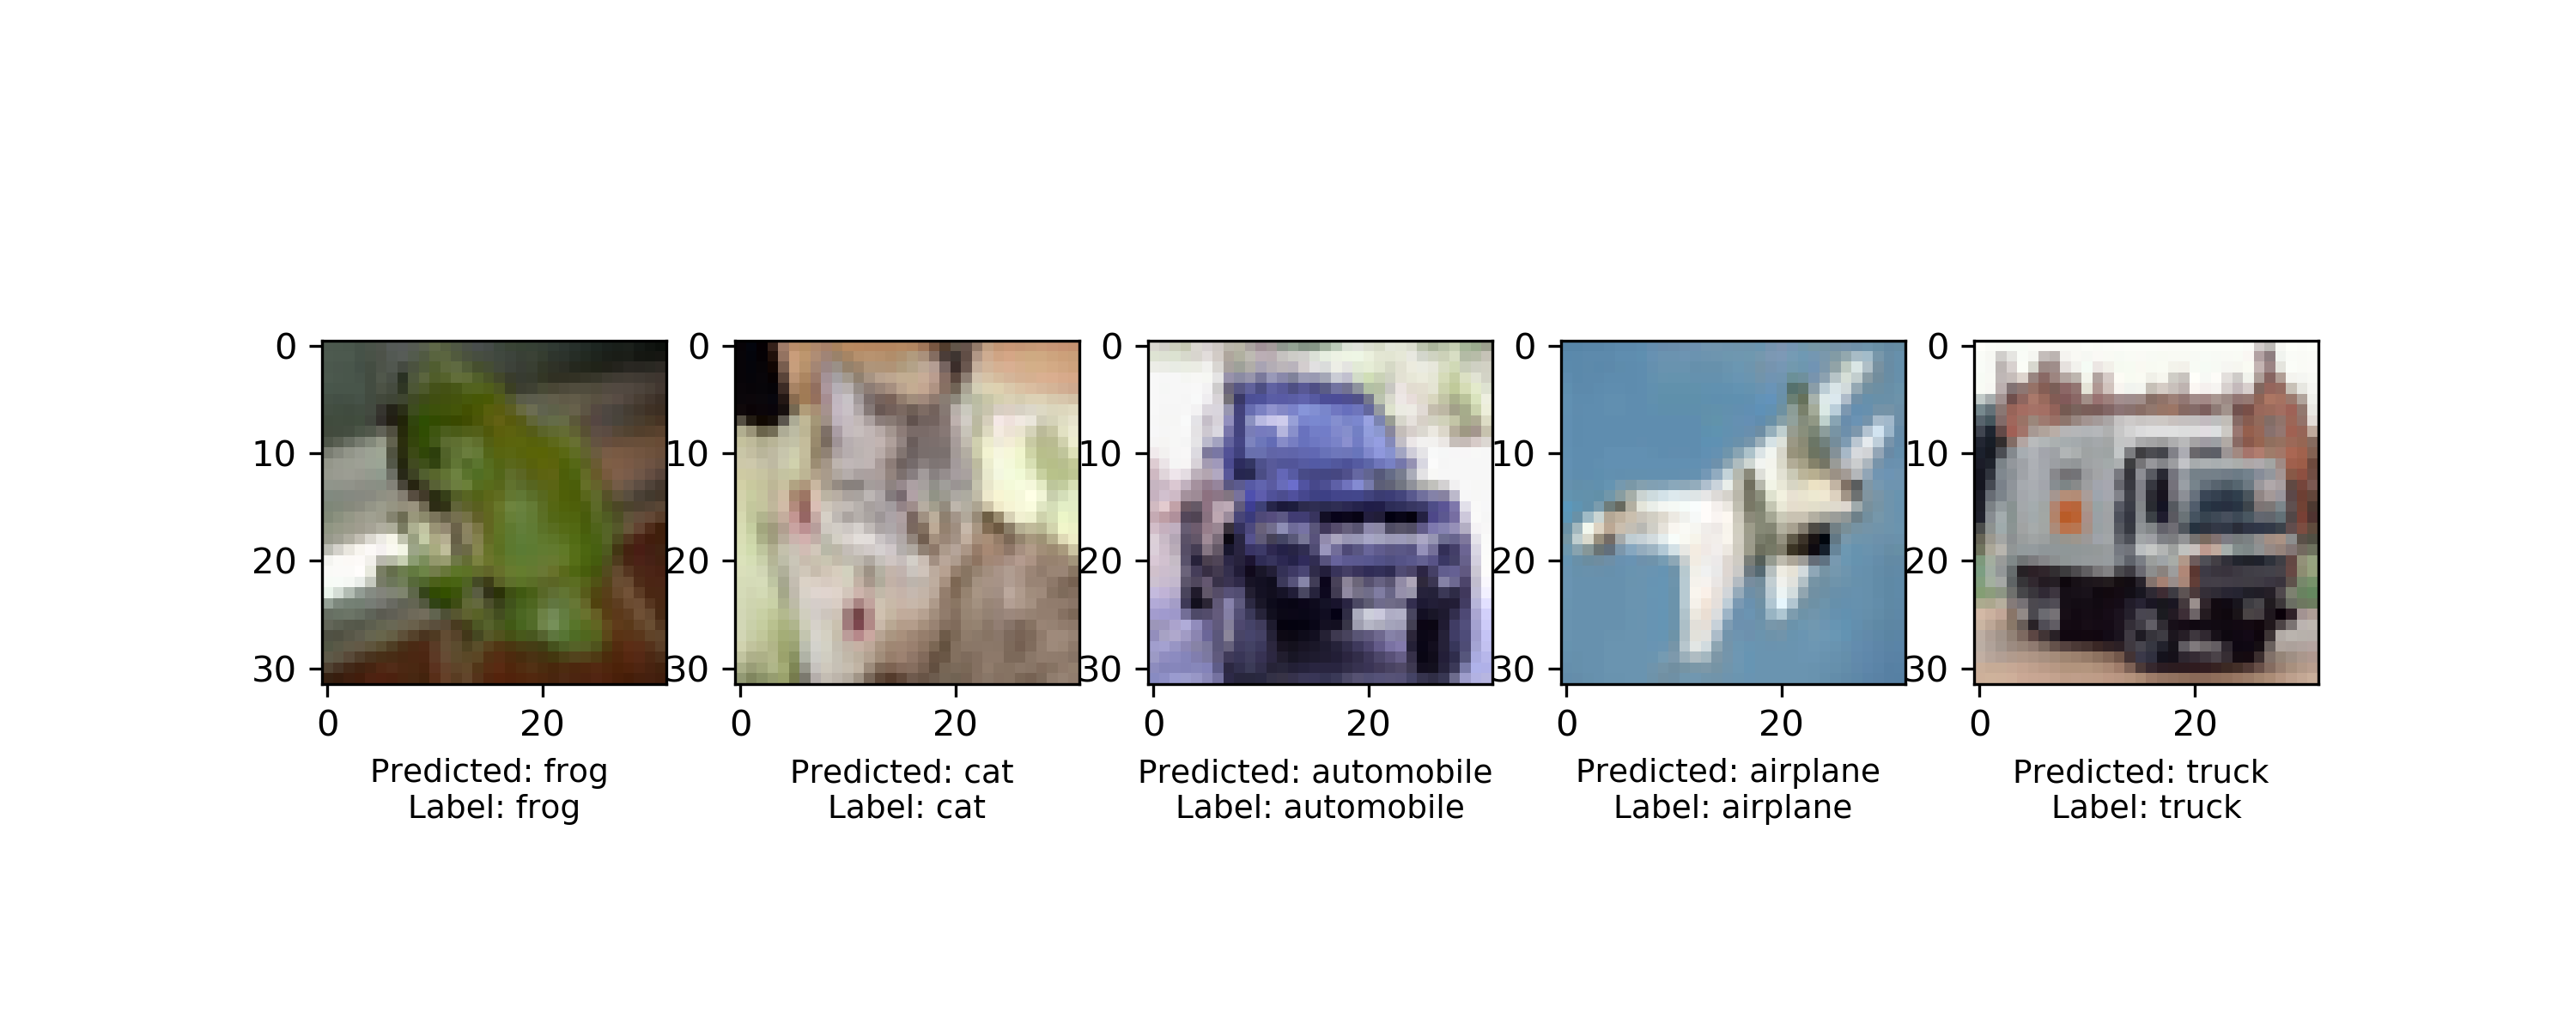 0
10
20
30
0 20
Predicted: frog
Label: frog
0
10
20
30
0 20
Predicted: cat
Label: cat
0
10
20
30
0 20
Predicted: automobile
Label: automobile
0
10
20
30
0 20
Predicted: airplane
Label: airplane
0
10
20
30
0 20
Predicted: truck
Label: truck